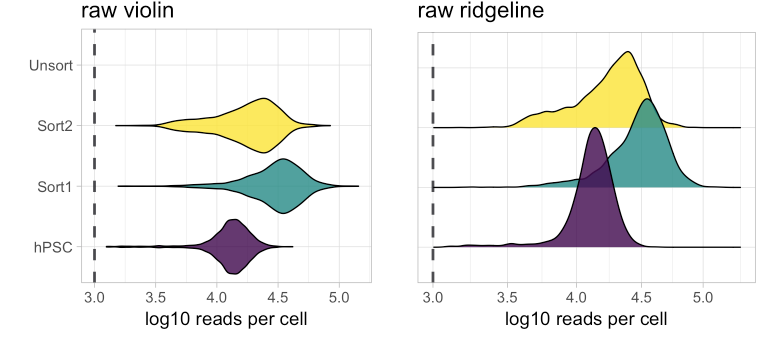 raw violin
raw ridgeline
Unsort
Sort2
Sort1
hPSC
3.0 3.5 4.0 4.5 5.0
3.0 3.5 4.0 4.5 5.0
log10 reads per cell
log10 reads per cell